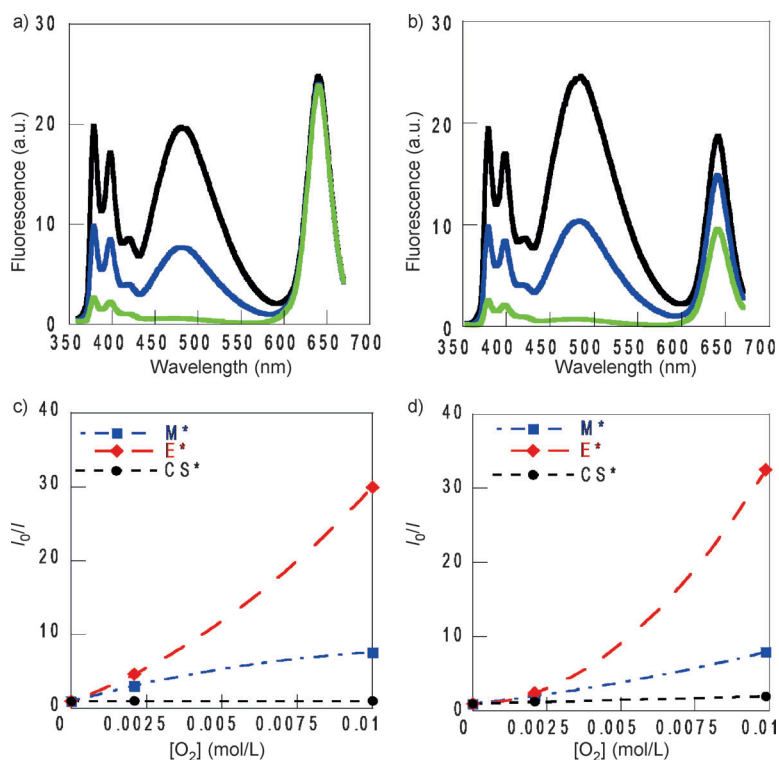 a)
30
20
10
0
Fluorescence (a.u.)
350 400 450 500 550 600 650 700
Wavelength (nm)
b)
30
20
10
0
Fluorescence (a.u.)
350 400 450 500 550 600 650 700
Wavelength (nm)
c)
40
30
20
10
0
I0/I
M*
E*
CS*
0 0.0025 0.005 0.0075 0.01
[O2] (mol/L)
d)
40
30
20
10
0
I0/I
M*
E*
CS*
0 0.0025 0.005 0.0075 0.01
[O2] (mol/L)